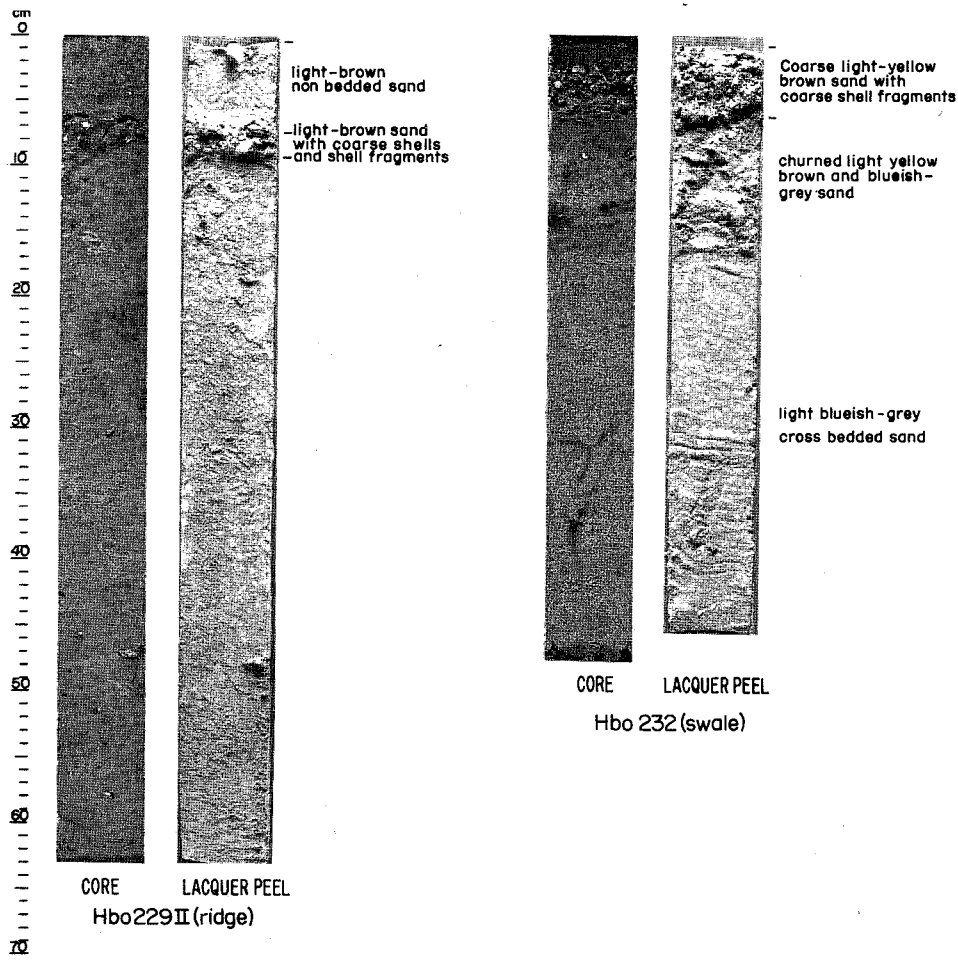 cm
0
10
20
30
40
50
60
70
light-brown
non bedded sand
light-brown sand
with coarse shells
and shell fragments
CORE
LACQUER PEEL
Hbo229II(ridge)
Coarse light-yellow
brown sand with
coarse shell fragments
churned light yellow
brown and blueish-
grey sand
light blueish-grey
cross bedded sand
CORE
LACQUER PEEL
Hbo 232 (swale)